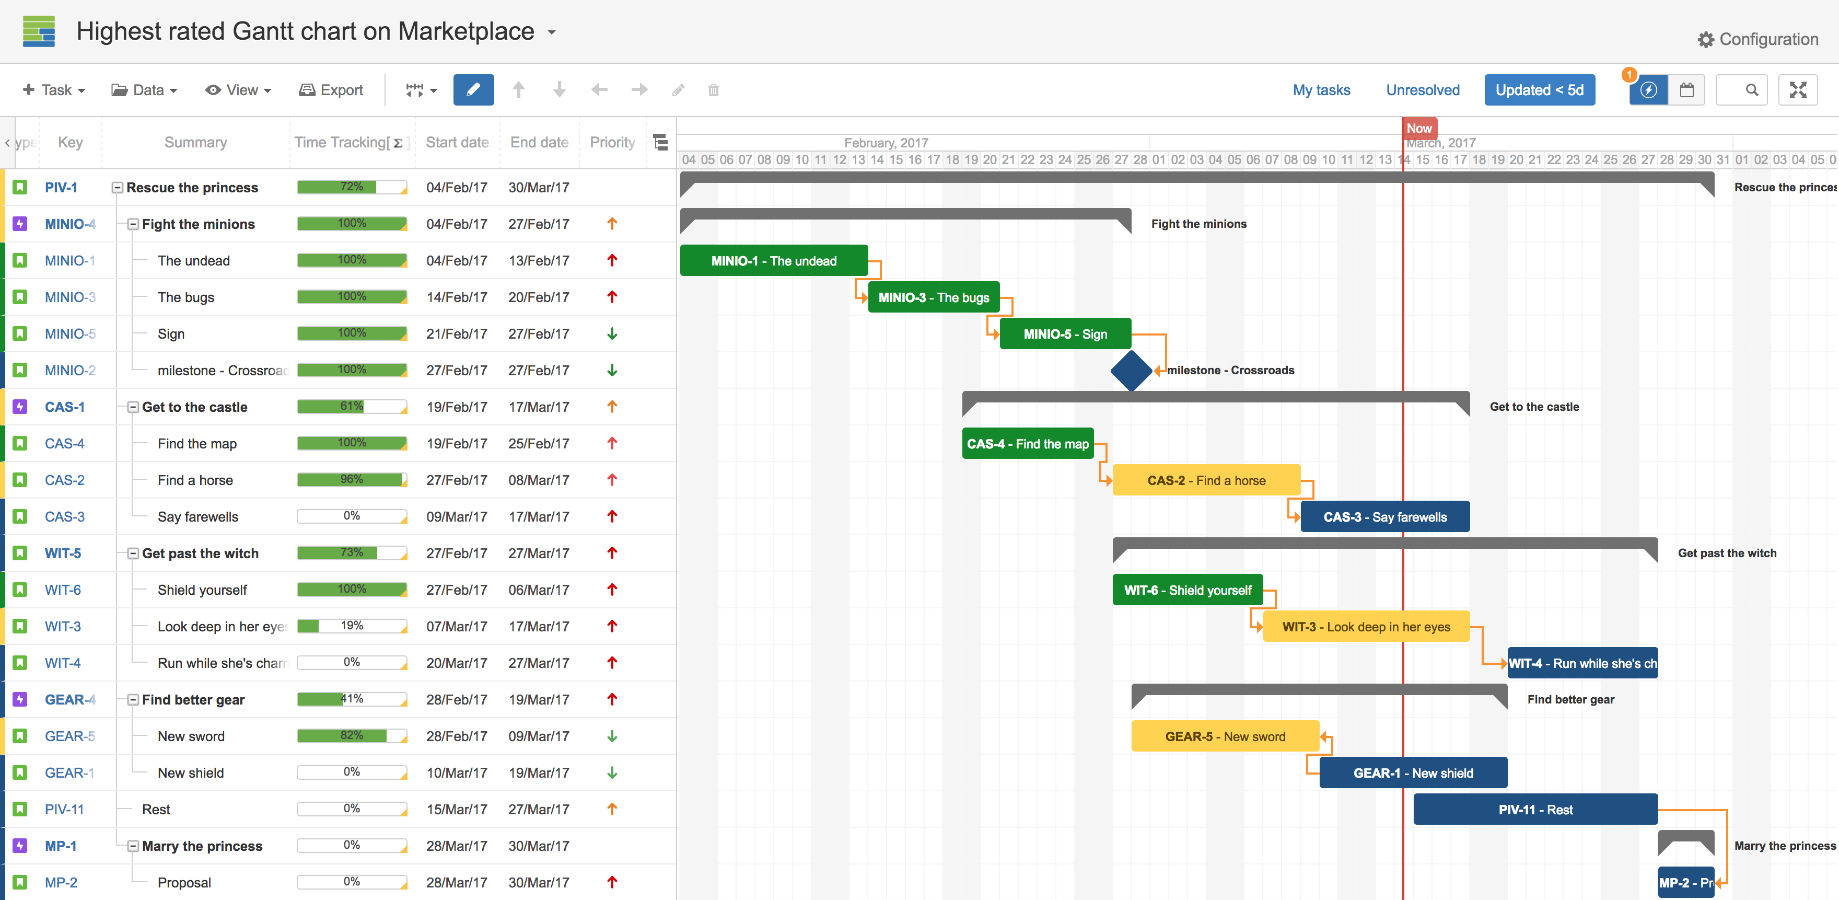 Highest rated Gantt chart on Marketplace
Configuration
Task Data View Export My tasks Unresolved Updated < 5d 1
ype Key Summary Time Tracking[Σ] Start date End date Priority
Now
February, 2017 March, 2017
04 05 06 07 08 09 10 11 12 13 14 15 16 17 18 19 20 21 22 23 24 25 26 27 28 01 02 03 04 05 06 07 08 09 10 11 12 13 14 15 16 17 18 19 20 21 22 23 24 25 26 27 28 29 30 31 01 02 03 04 05 0
PIV-1 Rescue the princess 72% 04/Feb/17 30/Mar/17 Rescue the princes
MINIO-4 Fight the minions 100% 04/Feb/17 27/Feb/17 Fight the minions
MINIO-1 The undead 100% 04/Feb/17 13/Feb/17 MINIO-1 - The undead
MINIO-3 The bugs 100% 14/Feb/17 20/Feb/17 MINIO-3 - The bugs
MINIO-5 Sign 100% 21/Feb/17 27/Feb/17 MINIO-5 - Sign
MINIO-2 milestone - Crossroad 100% 27/Feb/17 27/Feb/17 milestone - Crossroads
CAS-1 Get to the castle 61% 19/Feb/17 17/Mar/17 Get to the castle
CAS-4 Find the map 100% 19/Feb/17 25/Feb/17 CAS-4 - Find the map
CAS-2 Find a horse 96% 27/Feb/17 08/Mar/17 CAS-2 - Find a horse
CAS-3 Say farewells 0% 09/Mar/17 17/Mar/17 CAS-3 - Say farewells
WIT-5 Get past the witch 73% 27/Feb/17 27/Mar/17 Get past the witch
WIT-6 Shield yourself 100% 27/Feb/17 06/Mar/17 WIT-6 - Shield yourself
WIT-3 Look deep in her eyes 19% 07/Mar/17 17/Mar/17 WIT-3 - Look deep in her eyes
WIT-4 Run while she's charm 0% 20/Mar/17 27/Mar/17 WIT-4 - Run while she's ch
GEAR-4 Find better gear 41% 28/Feb/17 19/Mar/17 Find better gear
GEAR-5 New sword 82% 28/Feb/17 09/Mar/17 GEAR-5 - New sword
GEAR-1 New shield 0% 10/Mar/17 19/Mar/17 GEAR-1 - New shield
PIV-11 Rest 0% 15/Mar/17 27/Mar/17 PIV-11 - Rest
MP-1 Marry the princess 0% 28/Mar/17 30/Mar/17 Marry the princess
MP-2 Proposal 0% 28/Mar/17 30/Mar/17 MP-2 - Pr